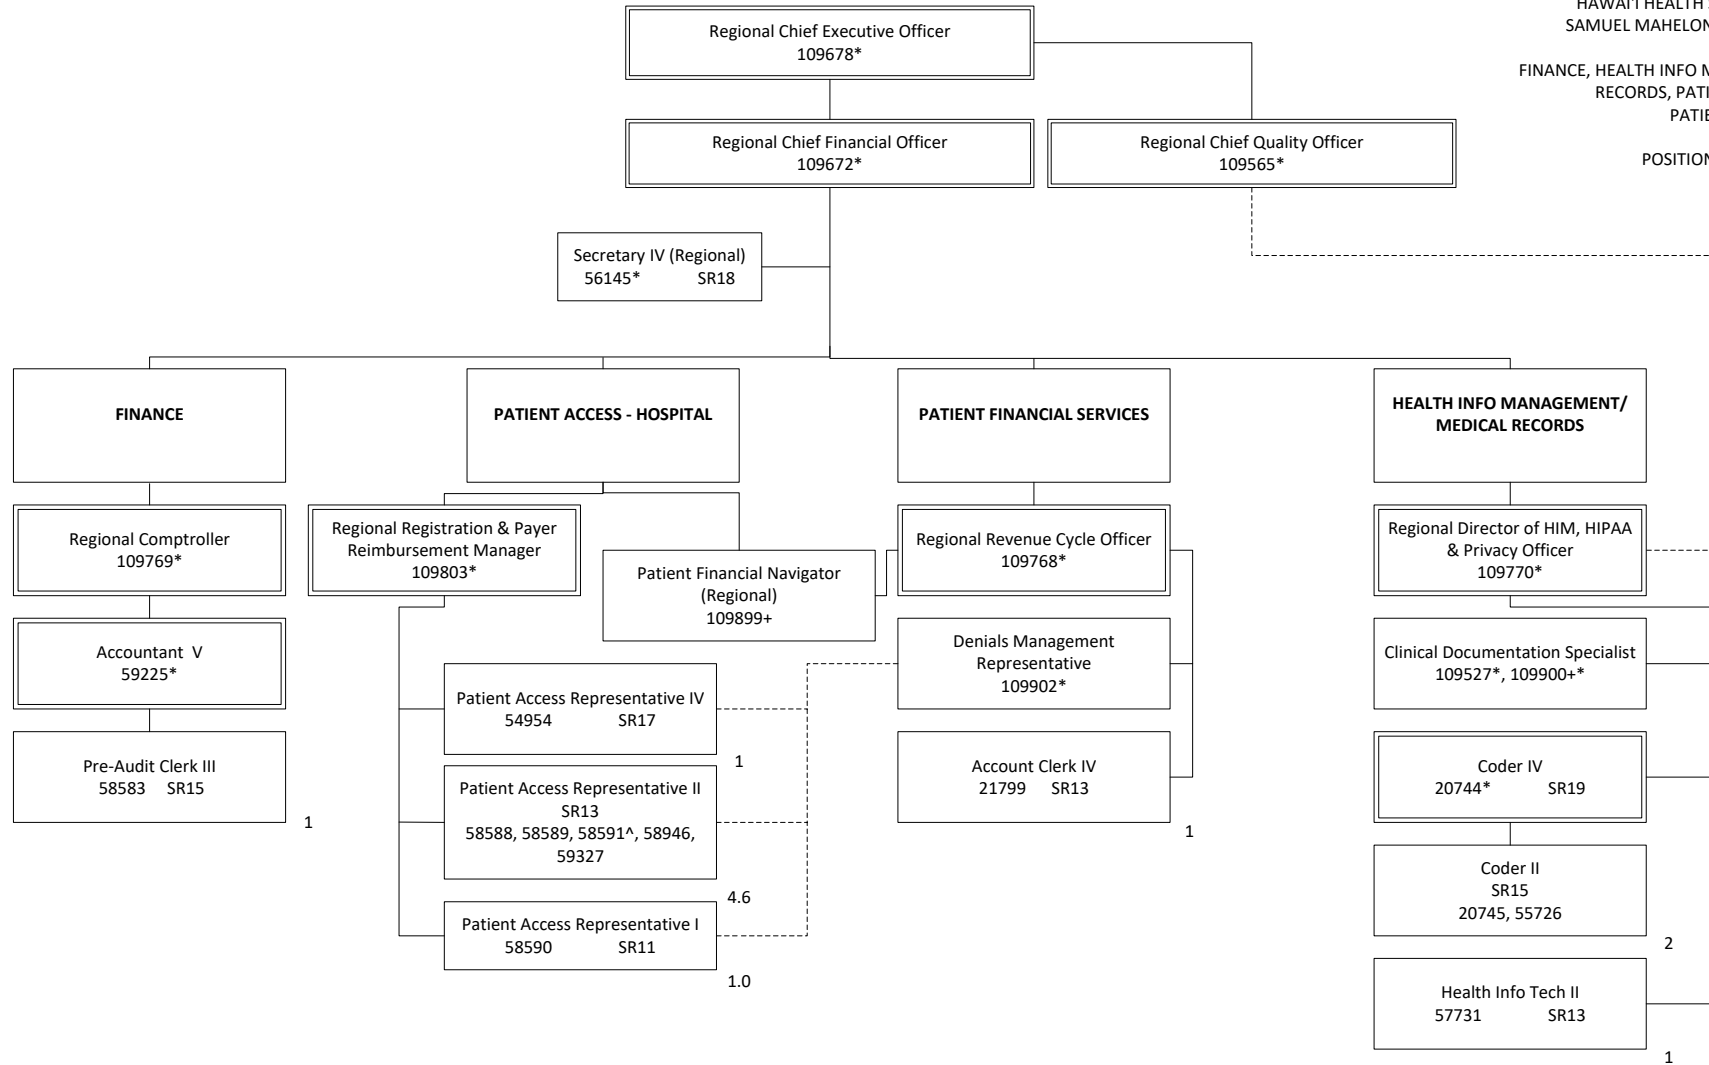 HAWAI'I HEALTH
SAMUEL
FINANCE, HEALTH INFO
RECORDS,
Regional Chief Executive Officer
109678*
Regional Chief Financial Officer
109672*
Regional Chief Quality Officer
109565*
Secretary IV (Regional)
56145* SR18
FINANCE
PATIENT ACCESS - HOSPITAL
PATIENT FINANCIAL SERVICES
HEALTH INFO MANAGEMENT/
MEDICAL RECORDS
Regional Comptroller
109769*
Accountant V
59225*
Pre-Audit Clerk III
58583 SR15
1
Regional Registration & Payer
Reimbursement Manager
109803*
Patient Financial Navigator
(Regional)
109899+
Patient Access Representative IV
54954 SR17
1
Patient Access Representative II
SR13
58588, 58589, 58591^, 58946,
59327
4.6
Patient Access Representative I
58590 SR11
1.0
Regional Revenue Cycle Officer
109768*
Denials Management
Representative
109902*
Account Clerk IV
21799 SR13
1
Regional Director of HIM, HIPAA
& Privacy Officer
109770*
Clinical Documentation Specialist
109527*, 109900+*
Coder IV
20744* SR19
Coder II
SR15
20745, 55726
2
Health Info Tech II
57731 SR13
1